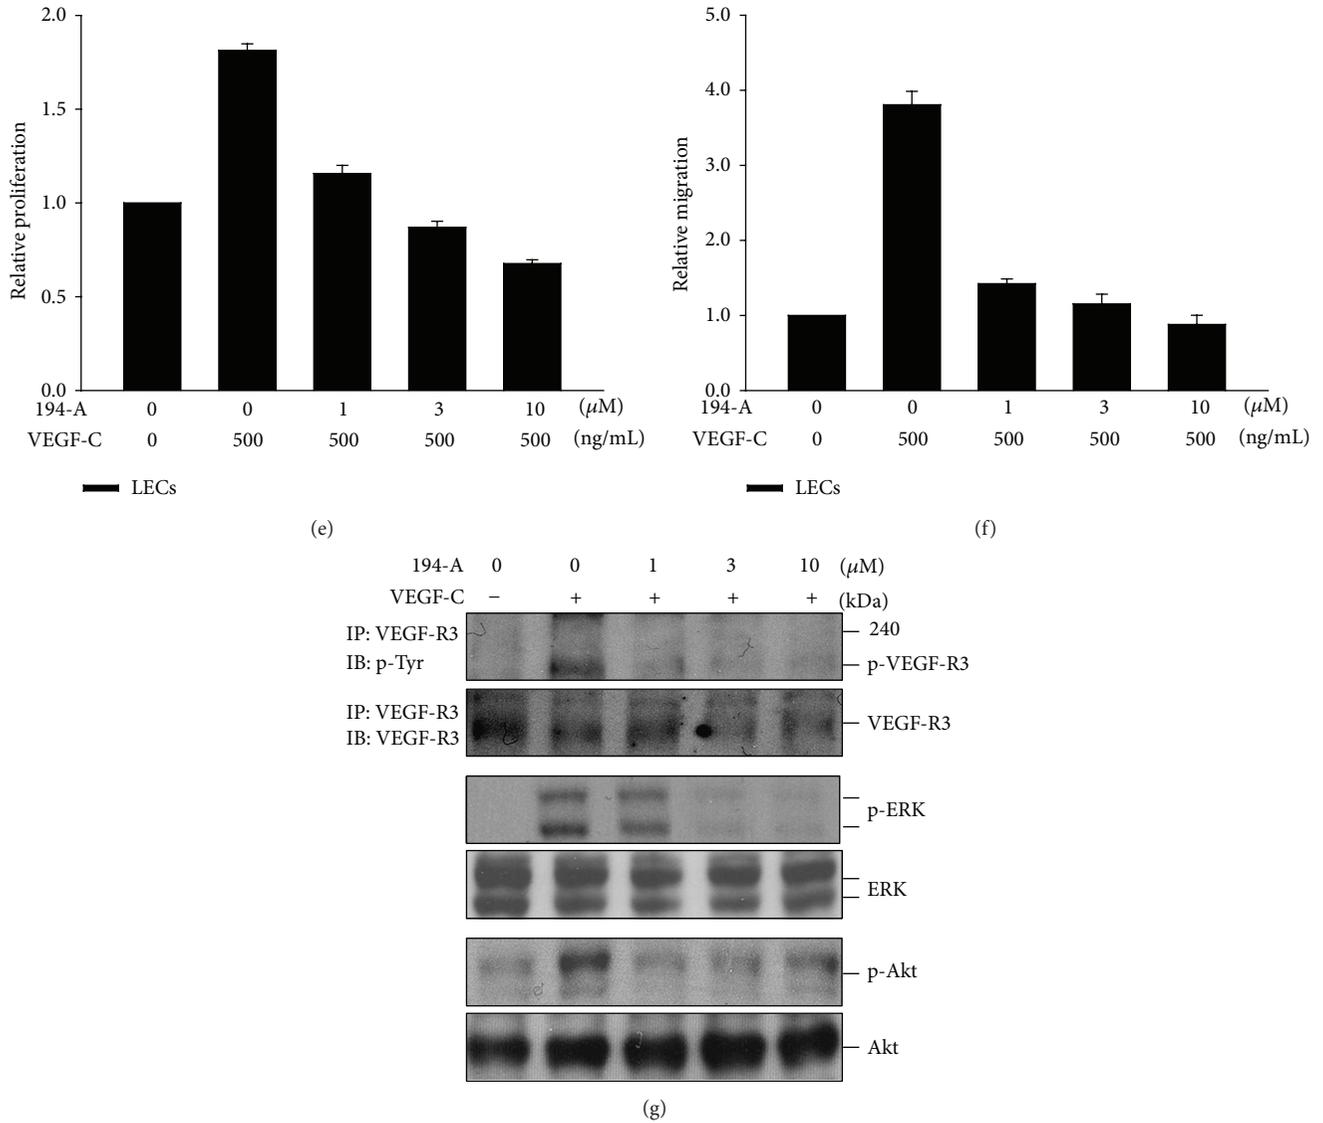 2.0
1.5
1.0
0.5
0.0
Relative proliferation
194-A 0 0 1 3 10 (μM)
VEGF-C 0 500 500 500 500 (ng/mL)
LECs
(e)
5.0
4.0
3.0
2.0
1.0
0.0
Relative migration
194-A 0 0 1 3 10 (μM)
VEGF-C 0 500 500 500 500 (ng/mL)
LECs
(f)
194-A 0 0 1 3 10 (μM)
VEGF-C − + + + + (kDa)
IP: VEGF-R3 240
IB: p-Tyr p-VEGF-R3
IP: VEGF-R3
IB: VEGF-R3 VEGF-R3
p-ERK
ERK
p-Akt
Akt
(g)